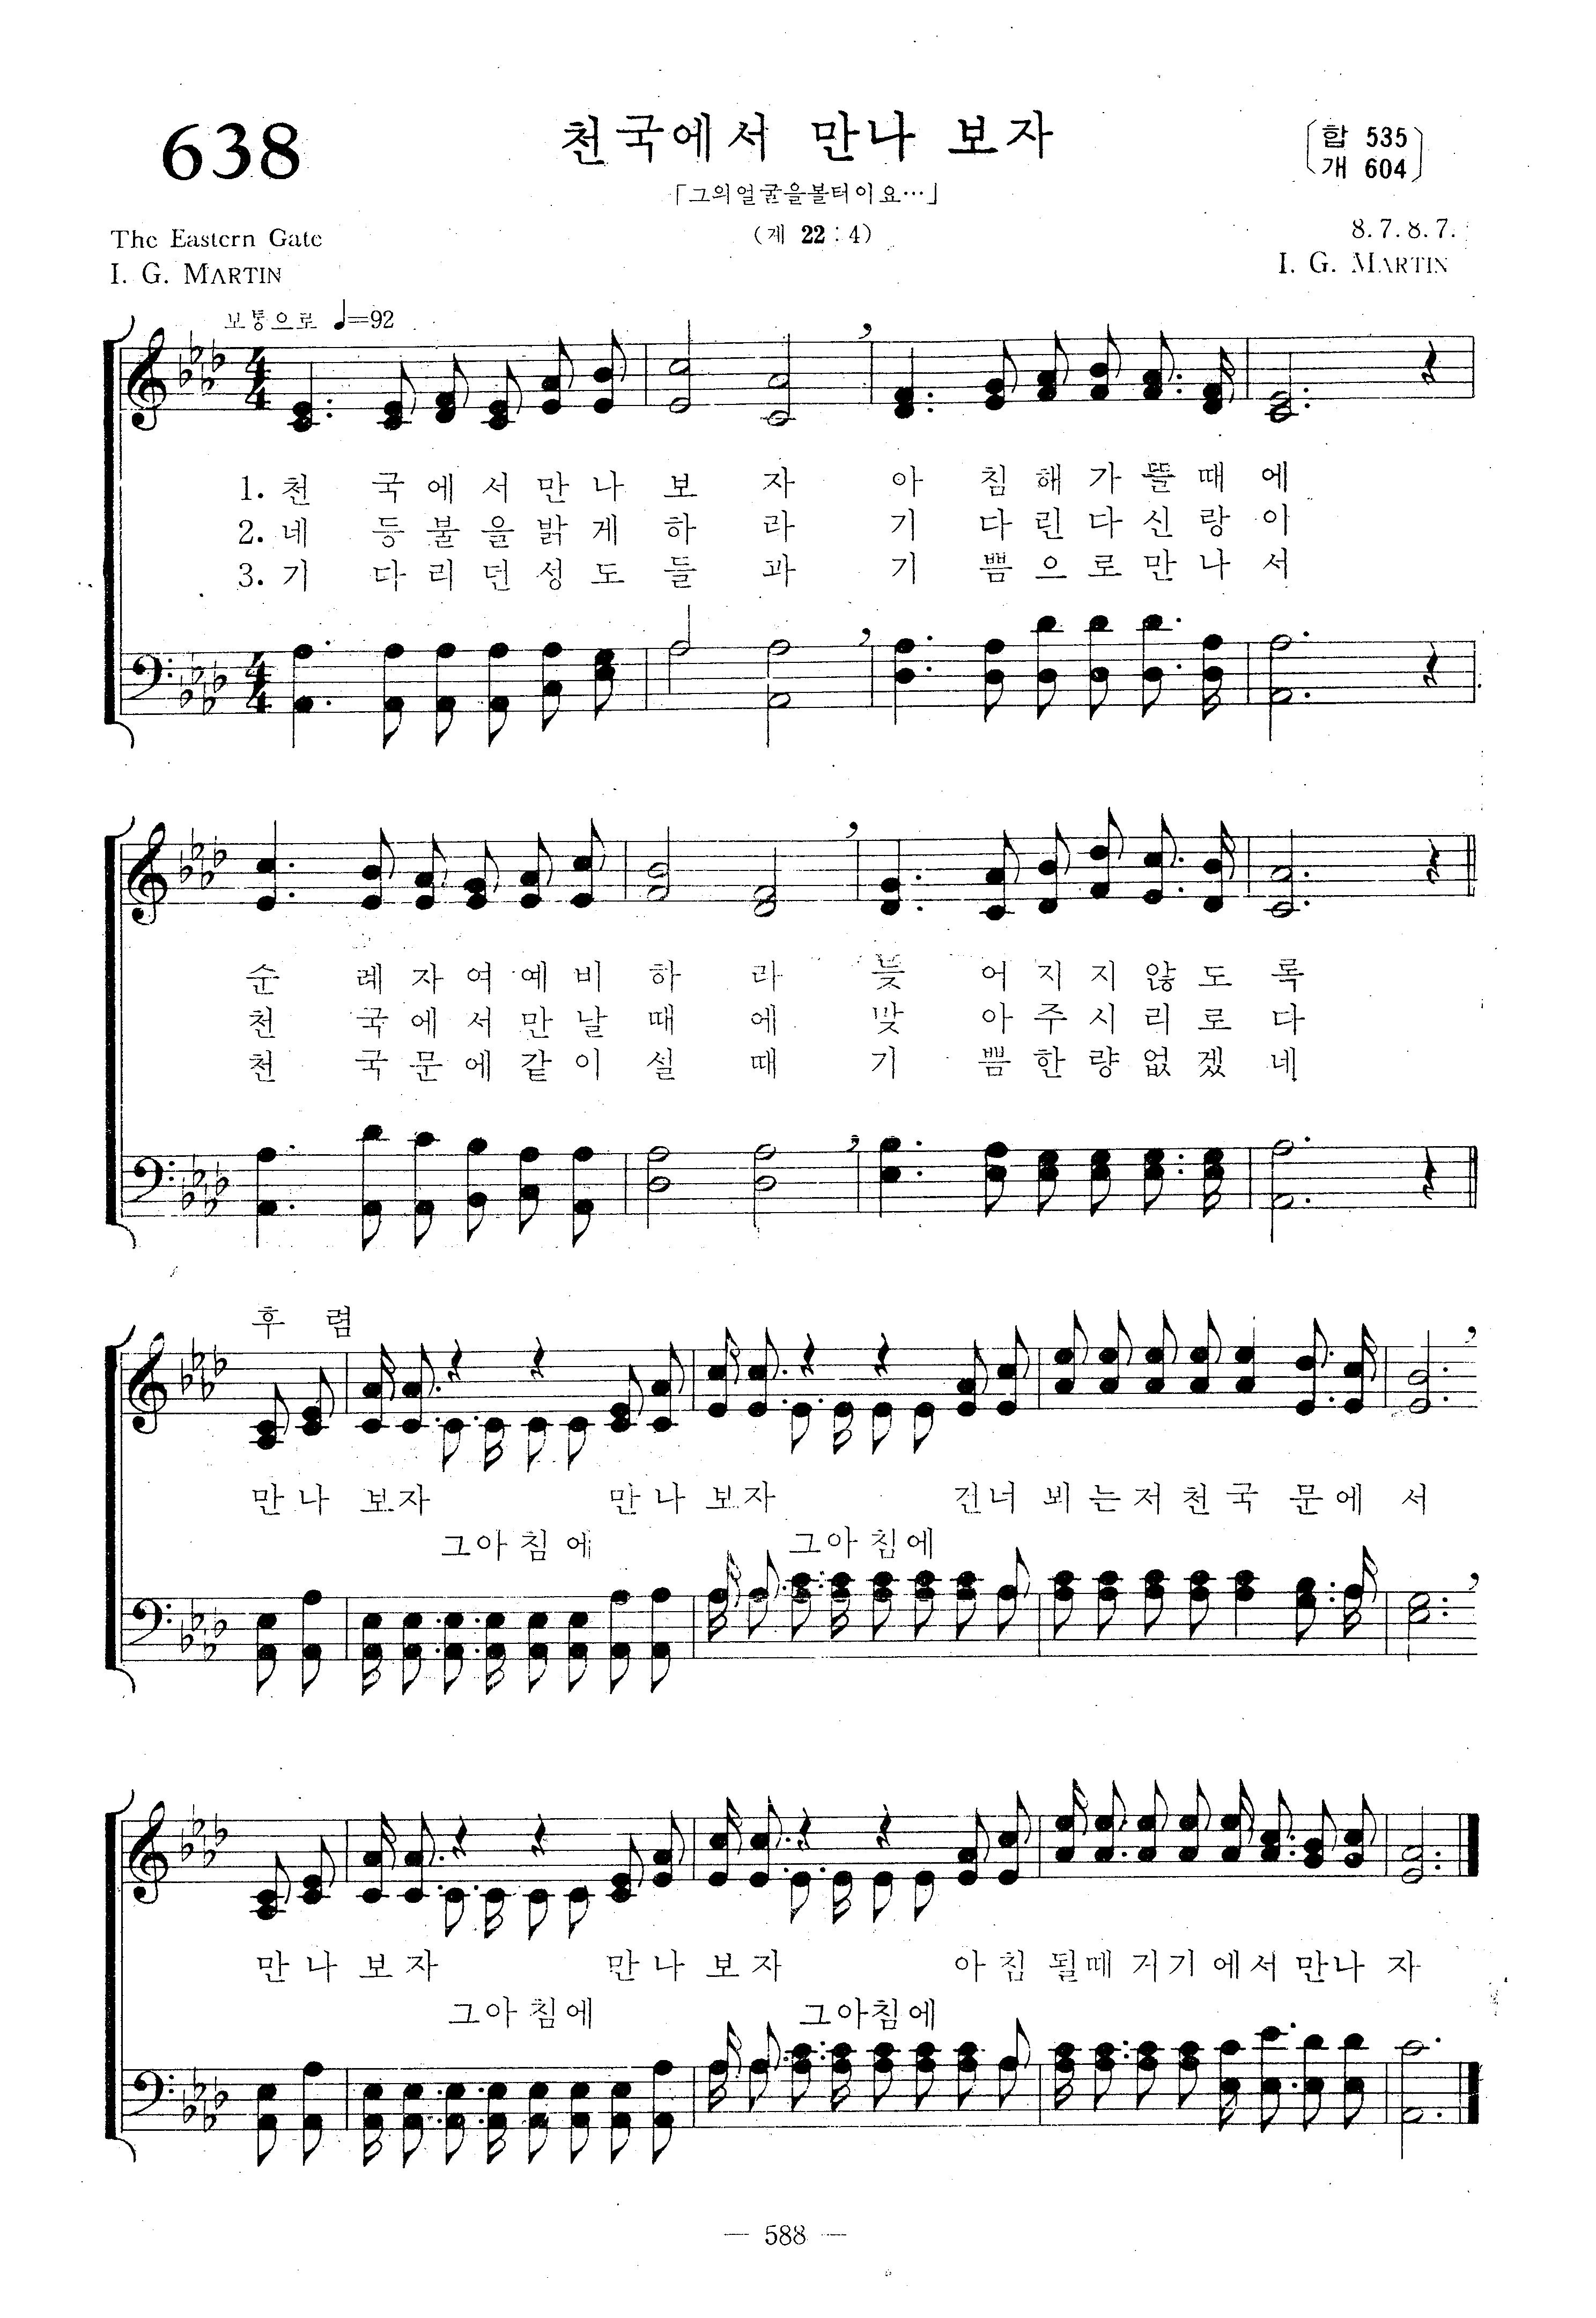 638
천국에서 만나 보자
〔합 535
개 604〕
「그의얼굴을볼터이요…」
(계 22:4)
The Eastern Gate
8.7.8.7.
I. G. MARTIN
I. G. MARTIN
보통으로 ♩=92
1. 천 국에서만나 보 자 아 침해가뜰때에
2. 네 등불을밝게 하 라 기 다린다신랑이
3. 기 다리던성도 들 과 기 쁨으로만나서
순 례자여예비 하 라 늦 어지지않도록
천 국에서만날 때 에 맞 아주시리로다
천 국문에같이 설 때 기 쁨한량없겠네
후 렴
만나 보자 만나 보자 건너 뵈는저천국 문에 서
그아침에 그아침에
만나 보자 만나 보자 아침 될때 거기에서 만나 자
그아침에 그아침에
— 588 —